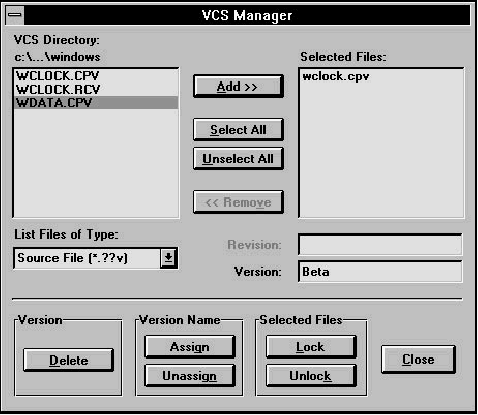 VCS Manager
VCS Directory:
c:\...\windows
Selected Files:
WCLOCK.CPV
WCLOCK.RCV
WDATA.CPV
wclock.cpv
Add >>
Select All
Unselect All
<< Remove
List Files of Type:
Source File (*.??v)
Revision:
Version: Beta
Version
Delete
Version Name
Assign
Unassign
Selected Files
Lock
Unlock
Close